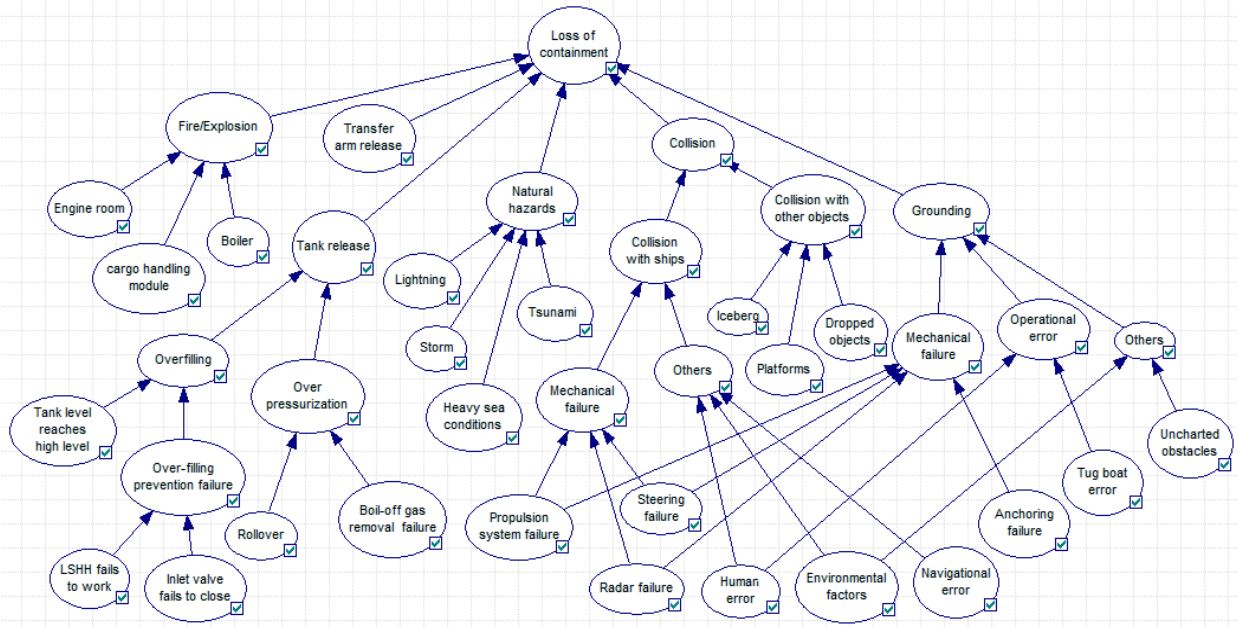 Loss of
containment
Fire/Explosion
Transfer
arm release
Collision
Engine room
Natural
hazards
Collision with
other objects
Grounding
Boiler
Tank release
cargo handling
module
Collision
with ships
Lightning
Tsunami
Iceberg
Storm
Dropped
objects
Mechanical
failure
Operational
error
Others
Overfilling
Over
pressurization
Others
Platforms
Mechanical
failure
Heavy sea
conditions
Tank level
reaches
high level
Uncharted
obstacles
Over-filling
prevention failure
Tug boat
error
Rollover
Boil-off gas
removal failure
Propulsion
system failure
Steering
failure
Anchoring
failure
LSHH fails
to work
Inlet valve
fails to close
Radar failure
Human
error
Environmental
factors
Navigational
error